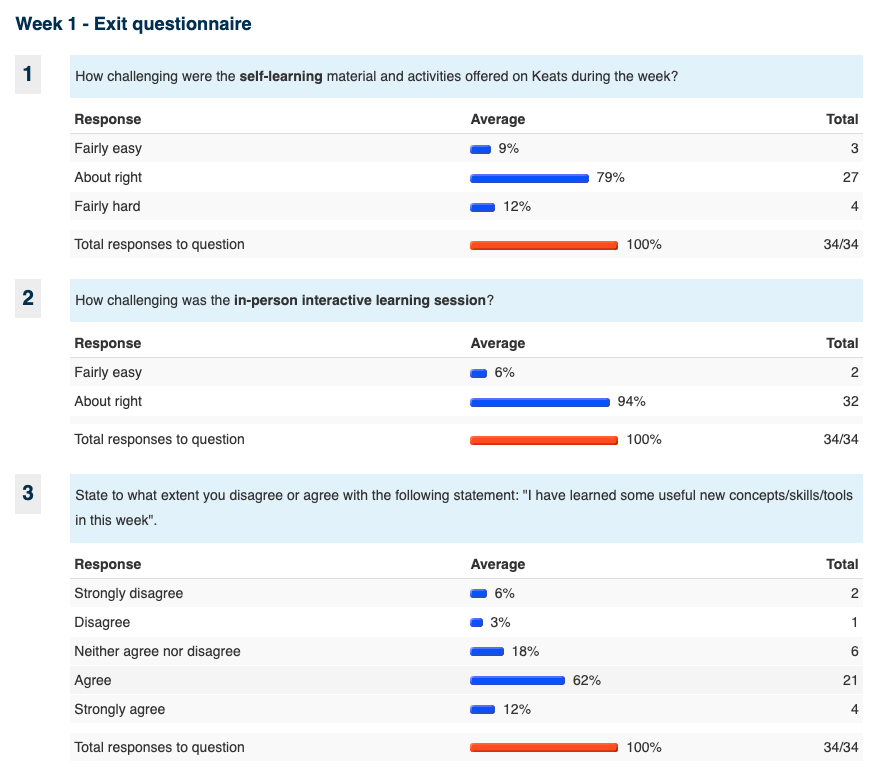 Week 1 - Exit questionnaire
1
How challenging were the self-learning material and activities offered on Keats during the week?
Response Average Total
Fairly easy 9% 3
About right 79% 27
Fairly hard 12% 4
Total responses to question 100% 34/34
2
How challenging was the in-person interactive learning session?
Response Average Total
Fairly easy 6% 2
About right 94% 32
Total responses to question 100% 34/34
3
State to what extent you disagree or agree with the following statement: "I have learned some useful new concepts/skills/tools
in this week".
Response Average Total
Strongly disagree 6% 2
Disagree 3% 1
Neither agree nor disagree 18% 6
Agree 62% 21
Strongly agree 12% 4
Total responses to question 100% 34/34